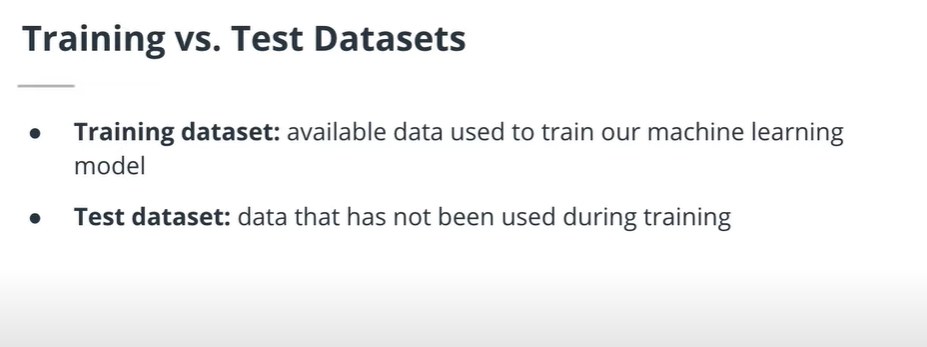 Training vs. Test Datasets
● Training dataset: available data used to train our machine learning
model
● Test dataset: data that has not been used during training